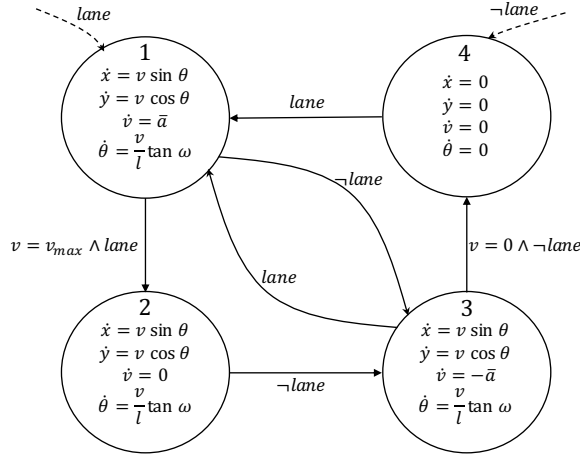 lane
¬lane
1
ẋ = v sin θ
ẏ = v cos θ
v̇ = ā
θ̇ = v/l tan ω
4
ẋ = 0
ẏ = 0
v̇ = 0
θ̇ = 0
lane
¬lane
lane
v = v_max ∧ lane
v = 0 ∧ ¬lane
2
ẋ = v sin θ
ẏ = v cos θ
v̇ = 0
θ̇ = v/l tan ω
¬lane
3
ẋ = v sin θ
ẏ = v cos θ
v̇ = −ā
θ̇ = v/l tan ω